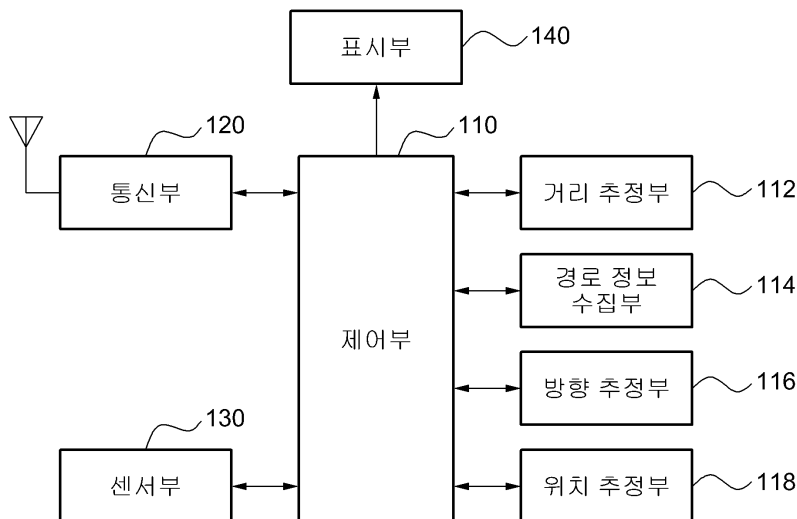 표시부
140
120
110
통신부
거리 추정부
112
경로 정보
수집부
114
제어부
방향 추정부
116
130
센서부
위치 추정부
118